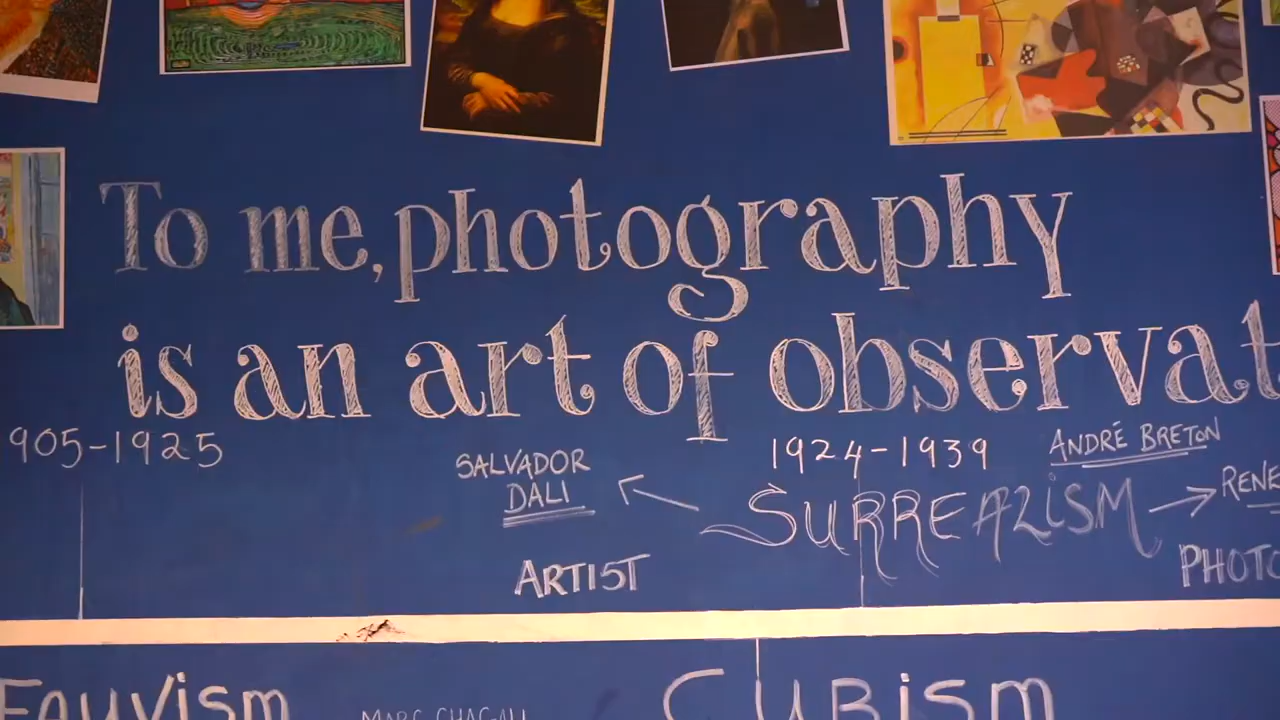 To me, photography
is an art of observat
905-1925
SALVADOR
DALI
ARTIST
1924-1939
ANDRÉ BRETON
SURREALISM
RENE
PHOTO
Fauvism
MARC CHAGALL
CUBISM